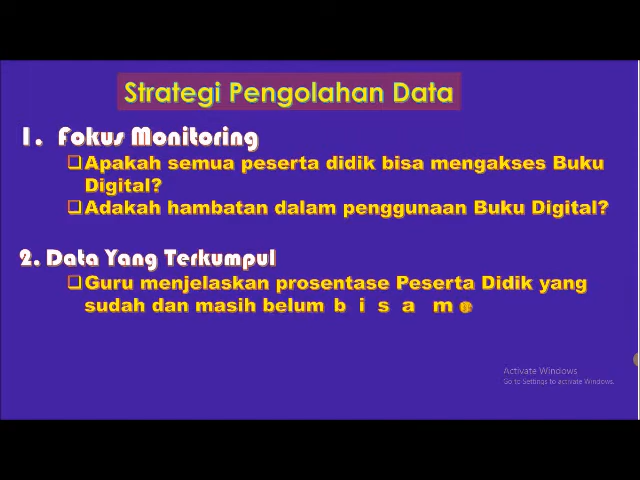 Strategi Pengolahan Data
1. Fokus Monitoring
Apakah semua peserta didik bisa mengakses Buku
Digital?
Adakah hambatan dalam penggunaan Buku Digital?
2. Data Yang Terkumpul
Guru menjelaskan prosentase Peserta Didik yang
sudah dan masih belum b i s a m
Activate Windows
Go to Settings to activate Windows.